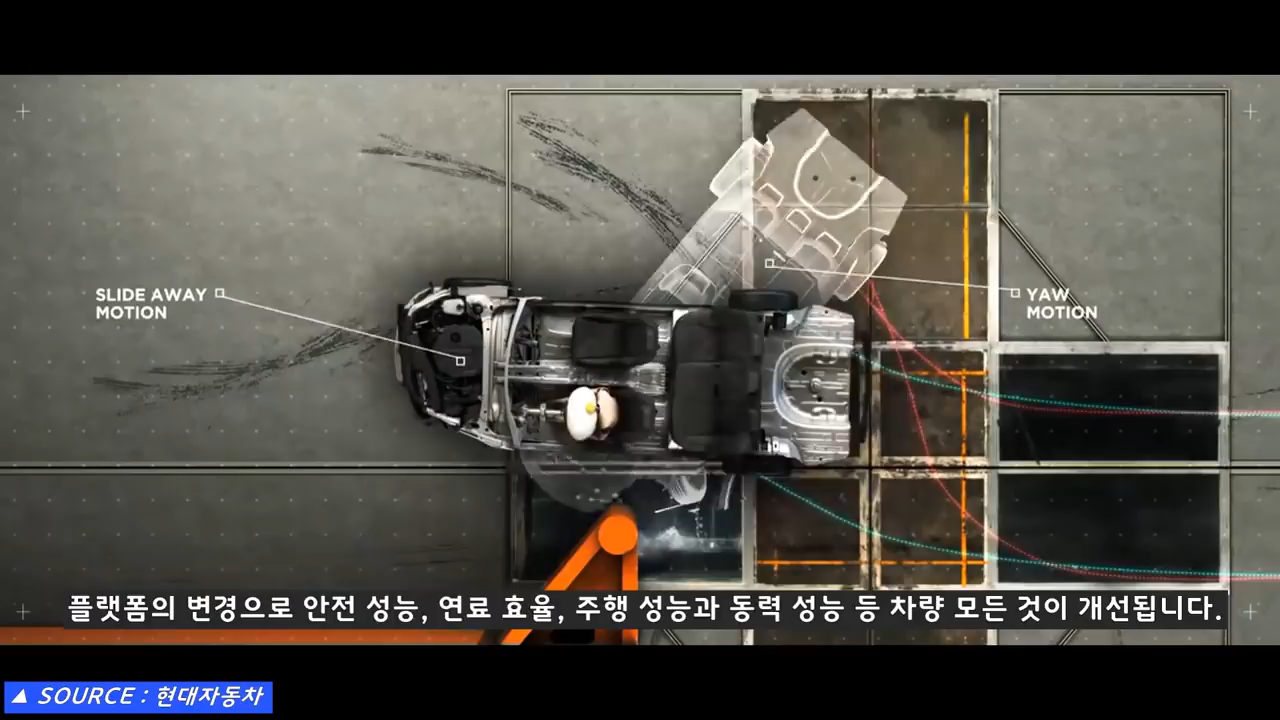 SLIDE AWAY
MOTION
YAW
MOTION
플랫폼의 변경으로 안전 성능, 연료 효율, 주행 성능과 동력 성능 등 차량 모든 것이 개선됩니다.
▲ SOURCE : 현대자동차